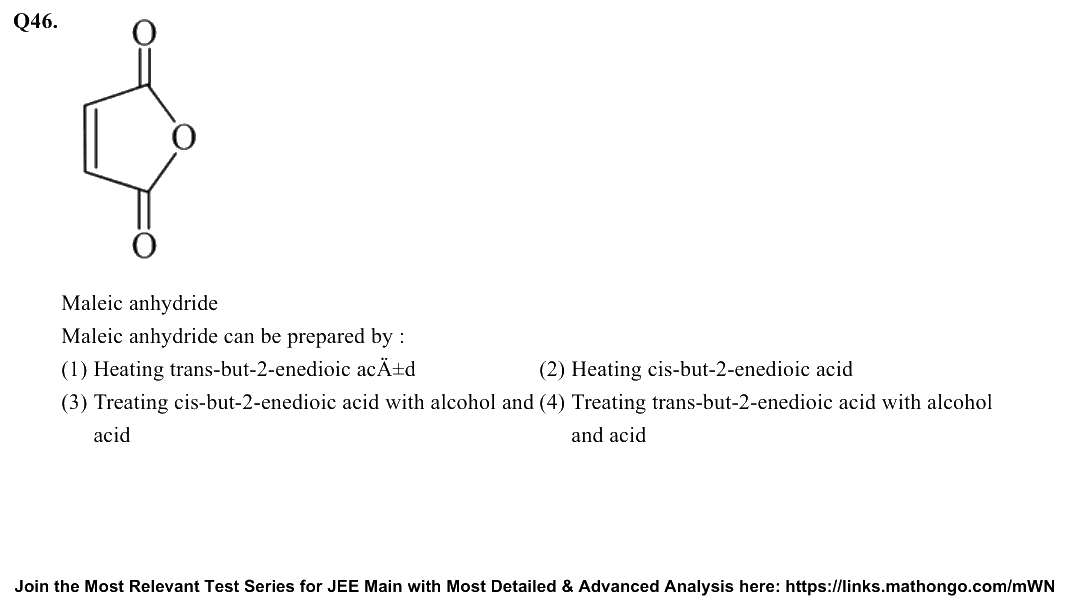 Q46.
O
O
O
Maleic anhydride
Maleic anhydride can be prepared by :
(1) Heating trans-but-2-enedioic acÄ±d (2) Heating cis-but-2-enedioic acid
(3) Treating cis-but-2-enedioic acid with alcohol and (4) Treating trans-but-2-enedioic acid with alcohol
acid and acid
Join the Most Relevant Test Series for JEE Main with Most Detailed & Advanced Analysis here: https://links.mathongo.com/mWN